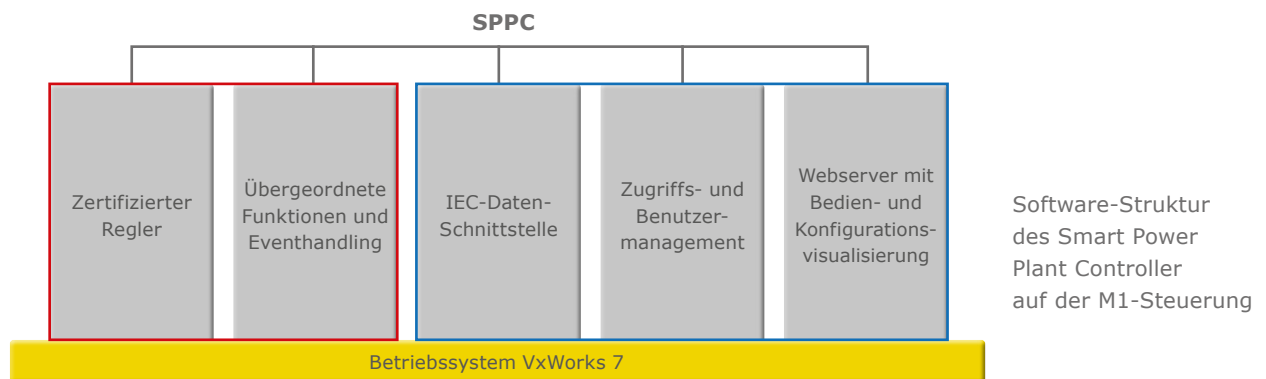 SPPC
Zertifizierter
Regler
Übergeordnete
Funktionen und
Eventhandling
IEC-Daten-
Schnittstelle
Zugriffs- und
Benutzer-
management
Webserver mit
Bedien- und
Konfigurations-
visualisierung
Software-Struktur
des Smart Power
Plant Controller
auf der M1-Steuerung
Betriebssystem VxWorks 7